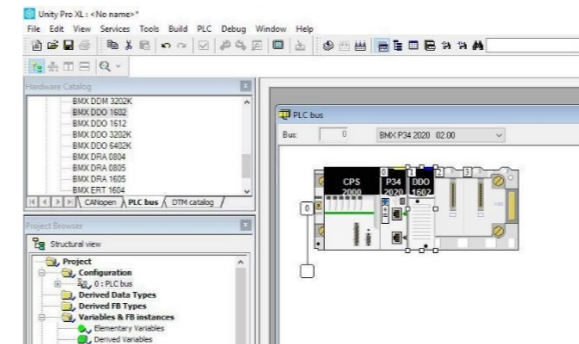 Unity Pro XL : <No name>*
File Edit View Services Tools Build PLC Debug Window Help
Hardware Catalog
BMX DDM 3202K
BMX DDO 1602
BMX DDO 1612
BMX DDO 3202K
BMX DDO 6402K
BMX DRA 0804
BMX DRA 0805
BMX DRA 1605
BMX ERT 1604
CANopen PLC bus DTM catalog
PLC bus
Bus: 0 BMX P34 2020 02.00
0 1 2 3
CPS 2000
P34 2020
DDO 1602
0
Project Browser
Structural view
Project
Configuration
0 : PLC bus
Derived Data Types
Derived FB Types
Variables & FB instances
Elementary Variables
Derived Variables